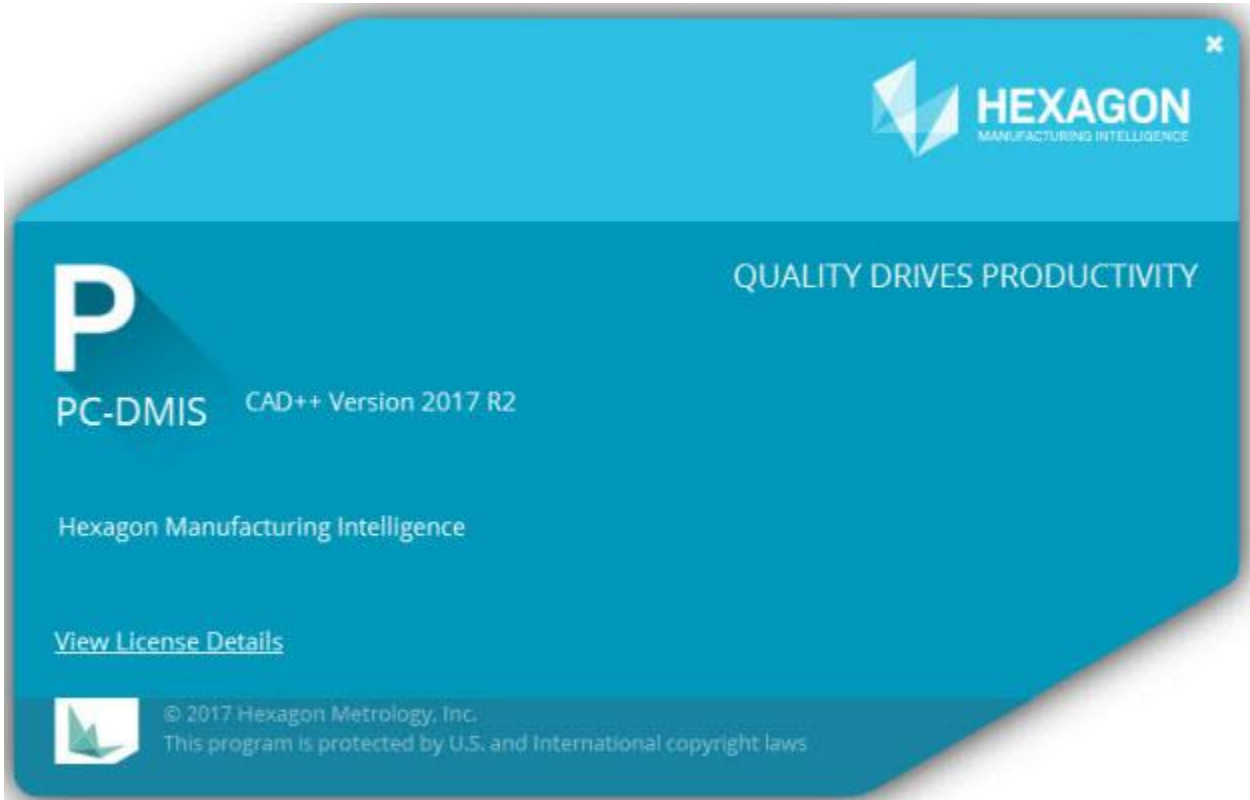 HEXAGON
MANUFACTURING INTELLIGENCE
QUALITY DRIVES PRODUCTIVITY
P
PC-DMIS
CAD++ Version 2017 R2
Hexagon Manufacturing Intelligence
View License Details
© 2017 Hexagon Metrology, Inc.
This program is protected by U.S. and International copyright laws